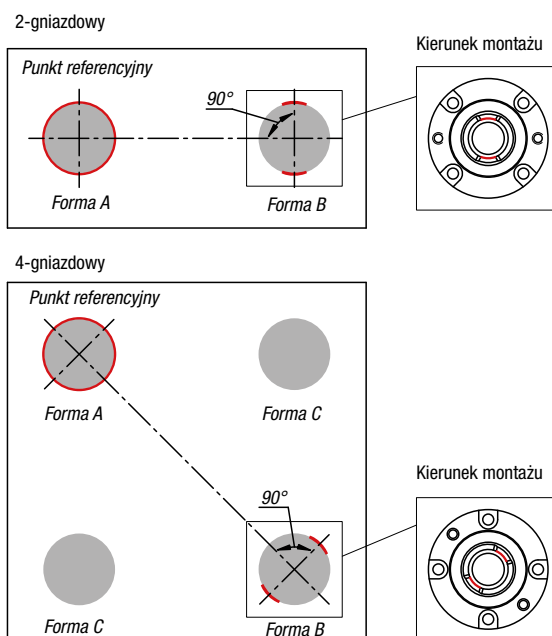 2-gniazdowy
Kierunek montażu
Punkt referencyjny
90°
Forma A
Forma B
4-gniazdowy
Punkt referencyjny
Forma A
Forma C
Kierunek montażu
90°
Forma C
Forma B